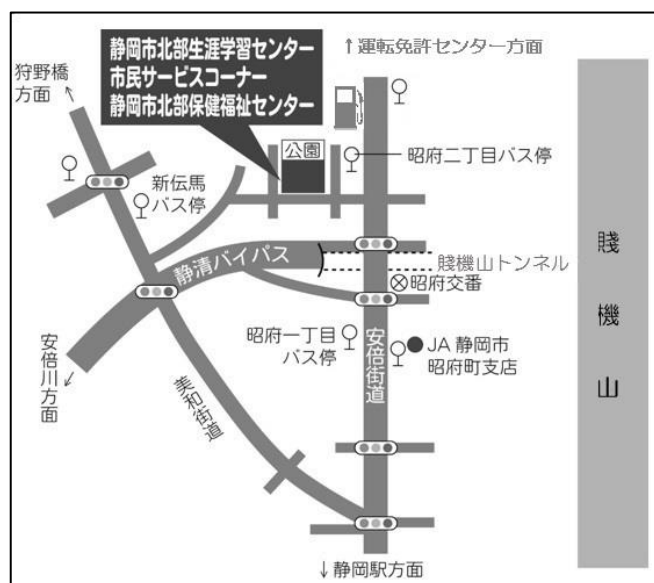 静岡市北部生涯学習センター
市民サービスコーナー
静岡市北部保健福祉センター
↑運転免許センター方面
狩野橋
方面
公園
昭府二丁目バス停
新伝馬
バス停
静清バイパス
賤機山トンネル
昭府交番
賤機山
昭府一丁目
バス停
安倍街道
JA 静岡市
昭府町支店
安倍川方面
美和街道
↓静岡駅方面